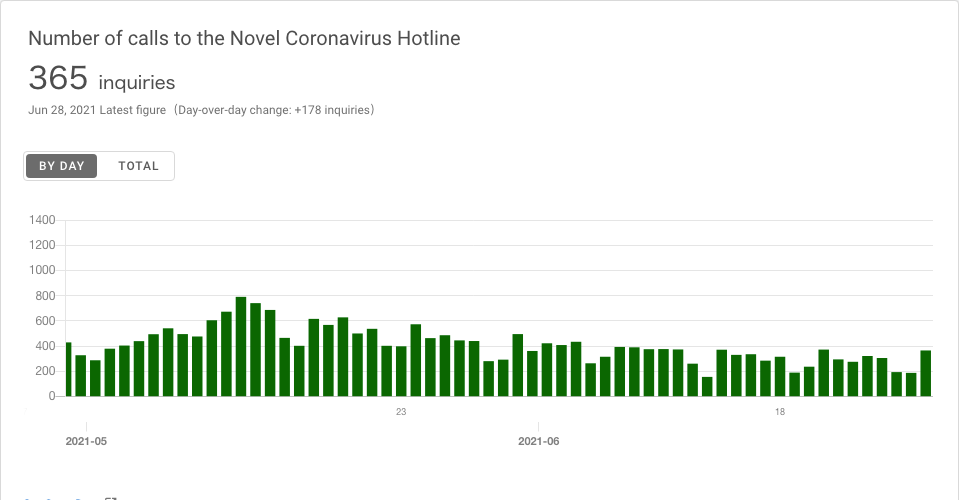 Number of calls to the Novel Coronavirus Hotline
365 inquiries
Jun 28, 2021 Latest figure（Day-over-day change: +178 inquiries）
BY DAY TOTAL
1400
1200
1000
800
600
400
200
0
23 18
2021-05 2021-06